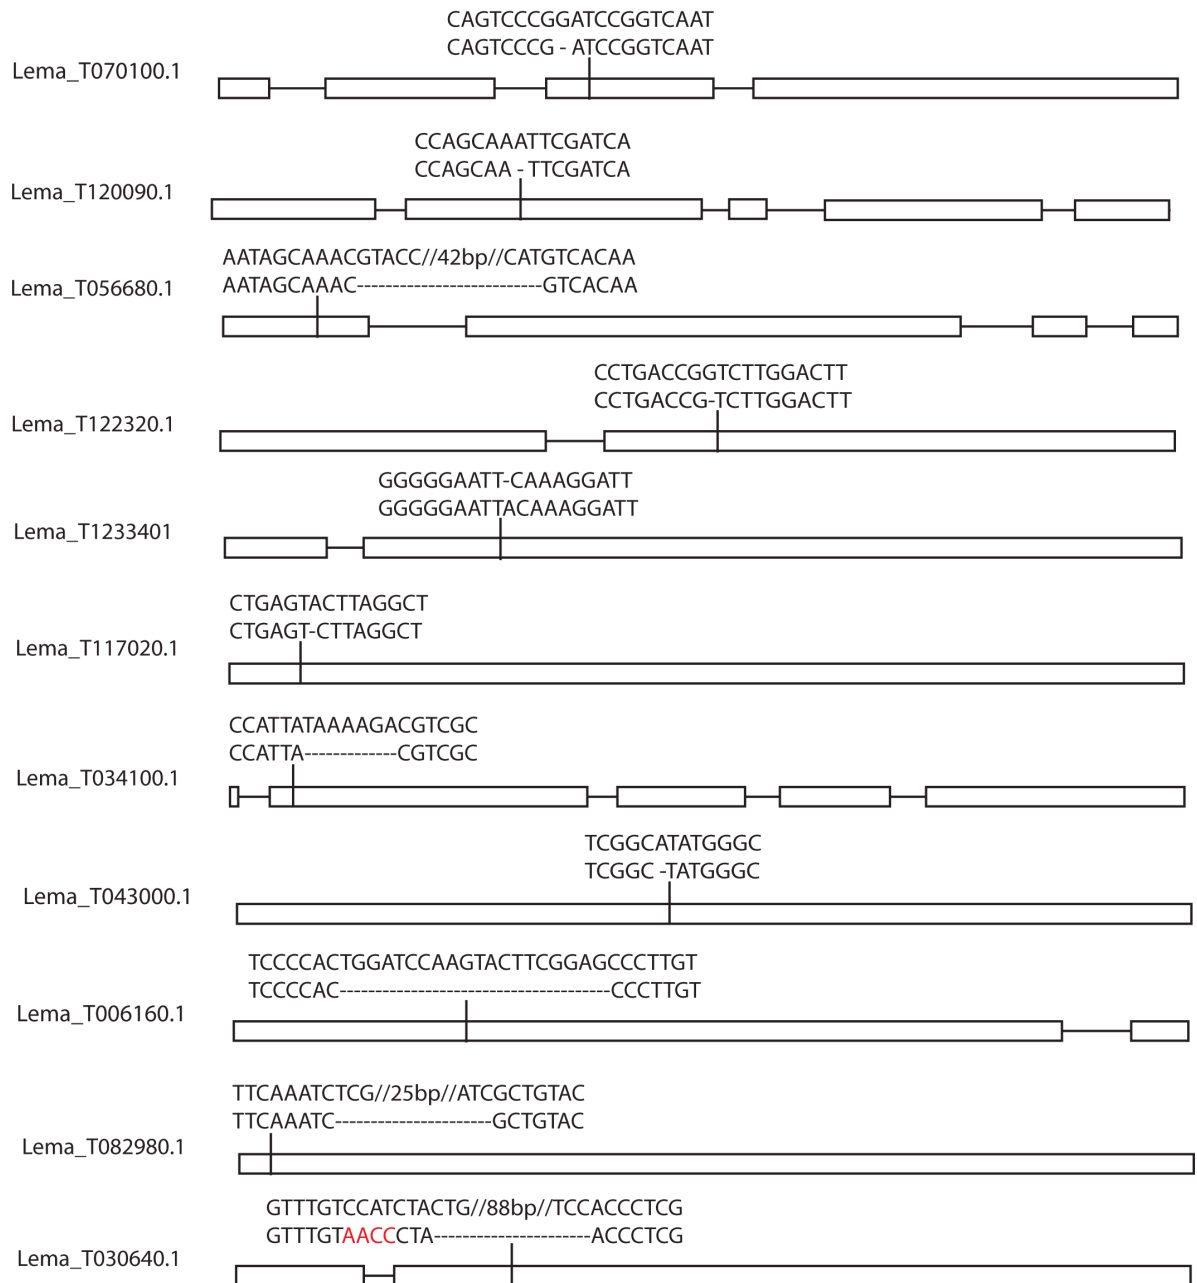 CAGTCCCGGATCCGGTCAAT
CAGTCCCG - ATCCGGTCAAT
Lema_T070100.1
CCAGCAAATTCGATCA
CCAGCAA - TTCGATCA
Lema_T120090.1
AATAGCAAACGTACC//42bp//CATGTCACAA
AATAGCAAAC--------------------------GTCACAA
Lema_T056680.1
CCTGACCGGTCTTGGACTT
CCTGACCG-TCTTGGACTT
Lema_T122320.1
GGGGGAATT-CAAAGGATT
GGGGGAATTACAAAGGATT
Lema_T1233401
CTGAGTACTTAGGCT
CTGAGT-CTTAGGCT
Lema_T117020.1
CCATTATAAAAGACGTCGC
CCATTA-------------CGTCGC
Lema_T034100.1
TCGGCATATGGGC
TCGGC -TATGGGC
Lema_T043000.1
TCCCCACTGGATCCAAGTACTTCGGAGCCCTTGT
TCCCCAC--------------------------------------CCCTTGT
Lema_T006160.1
TTCAAATCTCG//25bp//ATCGCTGTAC
TTCAAATC----------------------GCTGTAC
Lema_T082980.1
GTTTGTCCATCTACTG//88bp//TCCACCCTCG
GTTTGTAACCCTA----------------------ACCCTCG
Lema_T030640.1